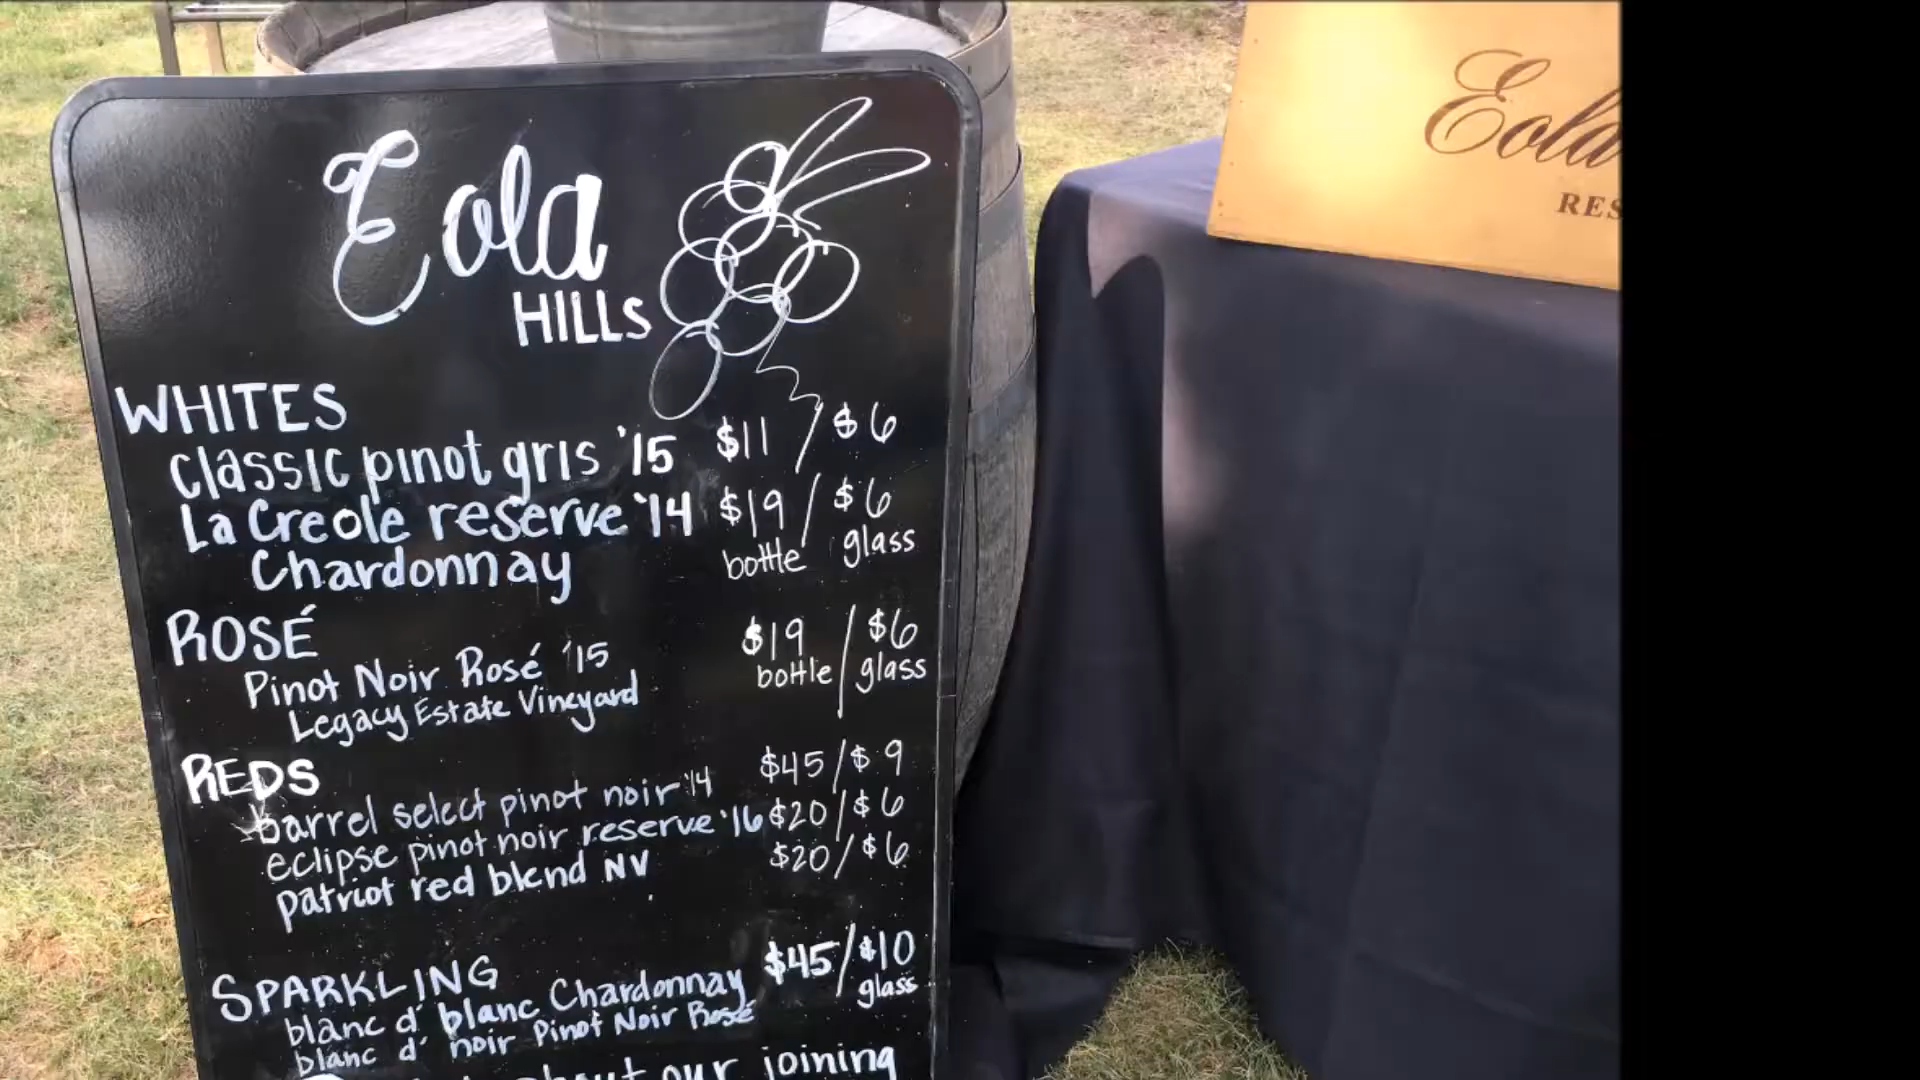 Eola
HILLS
WHITES
Classic pinot gris '15 $11 / $6
La Creole reserve '14 $19 / $6
Chardonnay bottle glass
ROSÉ
Pinot Noir Rosé '15 $19 / $6
Legacy Estate Vineyard bottle glass
REDS
barrel select pinot noir '14 $45 / $9
eclipse pinot noir reserve '16 $20 / $6
patriot red blend NV $20 / $6
SPARKLING $45 / $10
blanc d' blanc Chardonnay glass
blanc d' noir Pinot Noir Rosé
about our joining
Eola
RES